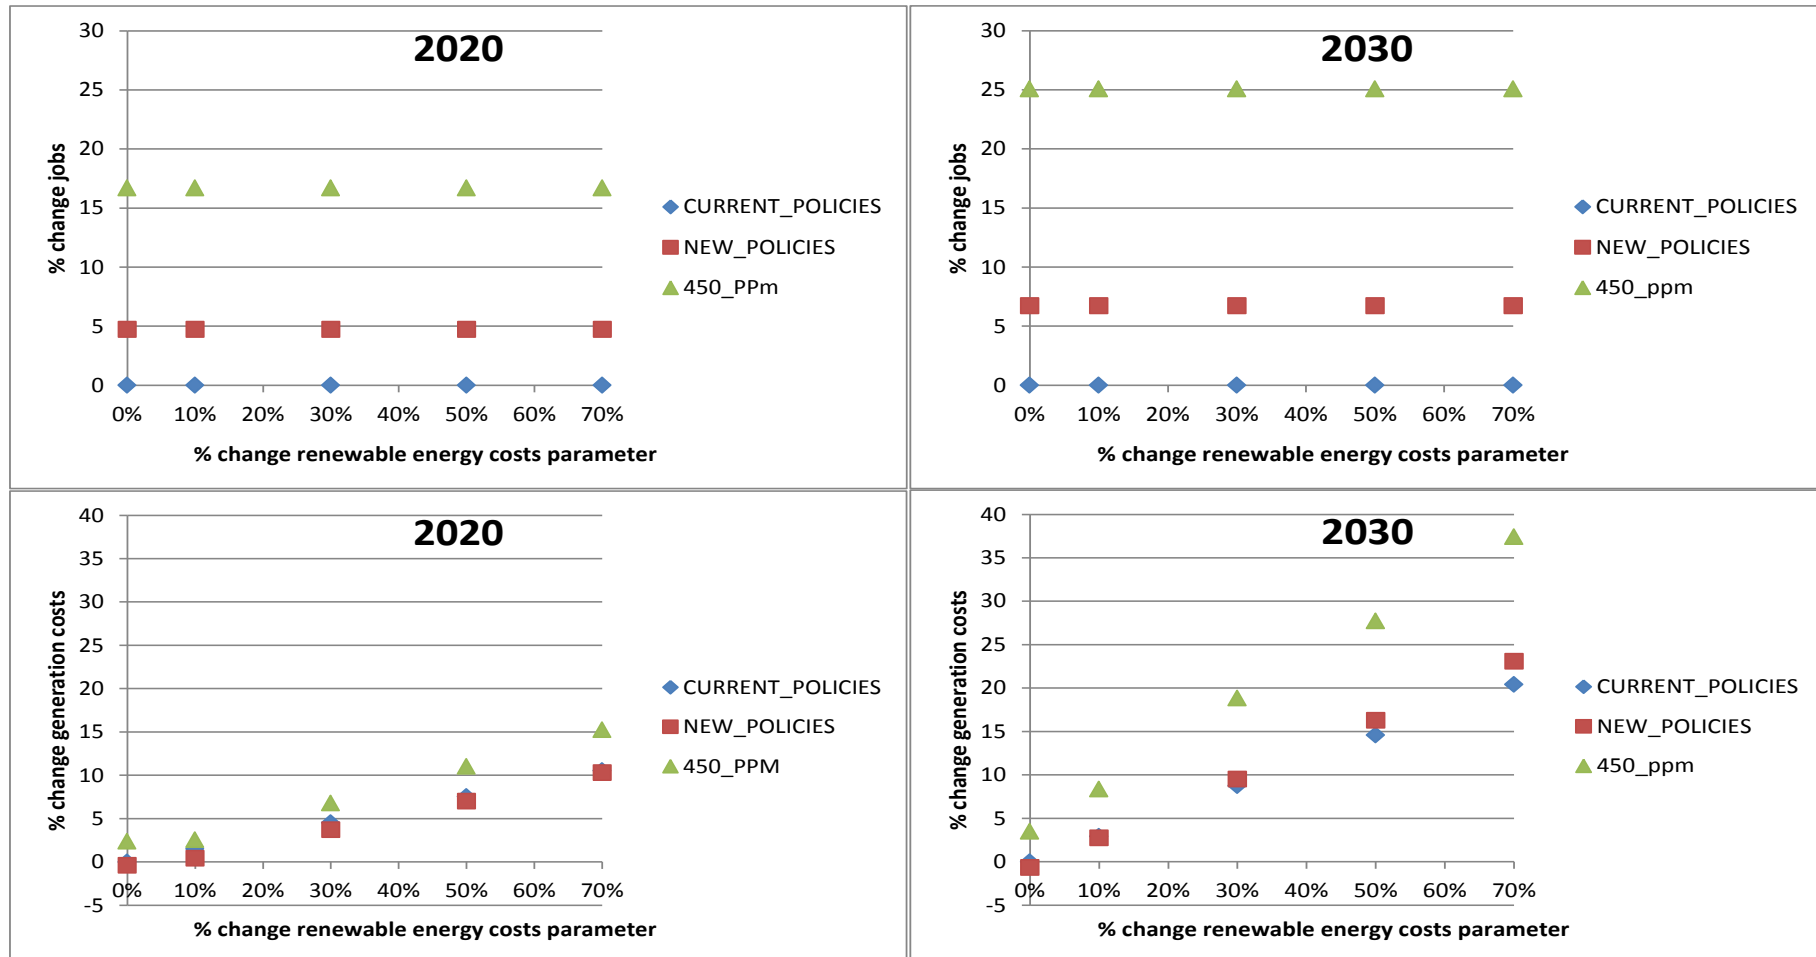 2020
% change jobs
30
25
20
15
10
5
0
0% 10% 20% 30% 40% 50% 60% 70%
% change renewable energy costs parameter
CURRENT_POLICIES
NEW_POLICIES
450_PPm
2030
% change jobs
30
25
20
15
10
5
0
0% 10% 20% 30% 40% 50% 60% 70%
% change renewable energy costs parameter
CURRENT_POLICIES
NEW_POLICIES
450_ppm
2020
% change generation costs
40
35
30
25
20
15
10
5
0
-5
0% 10% 20% 30% 40% 50% 60% 70%
% change renewable energy costs parameter
CURRENT_POLICIES
NEW_POLICIES
450_PPM
2030
% change generation costs
40
35
30
25
20
15
10
5
0
-5
0% 10% 20% 30% 40% 50% 60% 70%
% change renewable energy costs parameter
CURRENT_POLICIES
NEW_POLICIES
450_ppm